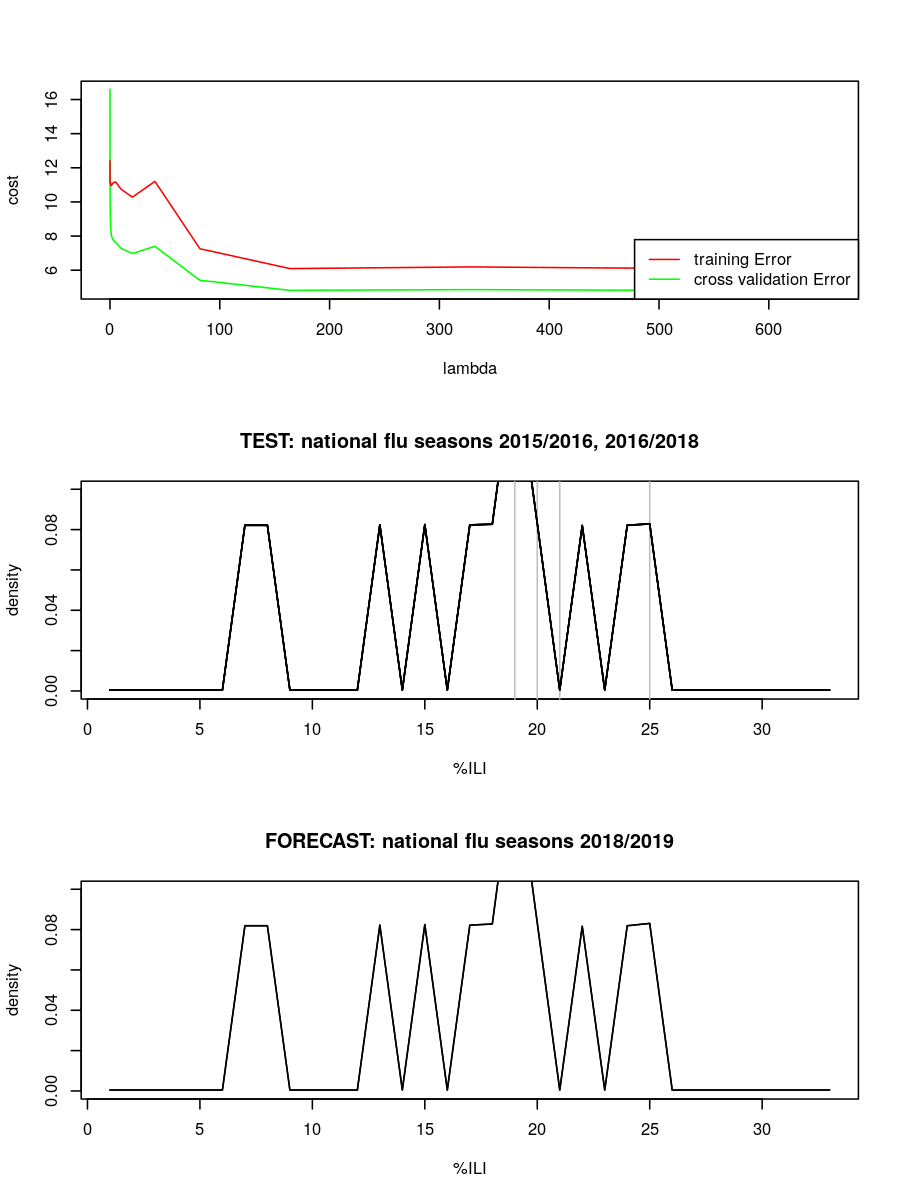 16
14
12
10
8
6
cost
training Error
cross validation Error
0 100 200 300 400 500 600
lambda
TEST: national flu seasons 2015/2016, 2016/2018
0.08
0.04
0.00
density
0 5 10 15 20 25 30
%ILI
FORECAST: national flu seasons 2018/2019
0.08
0.04
0.00
density
0 5 10 15 20 25 30
%ILI